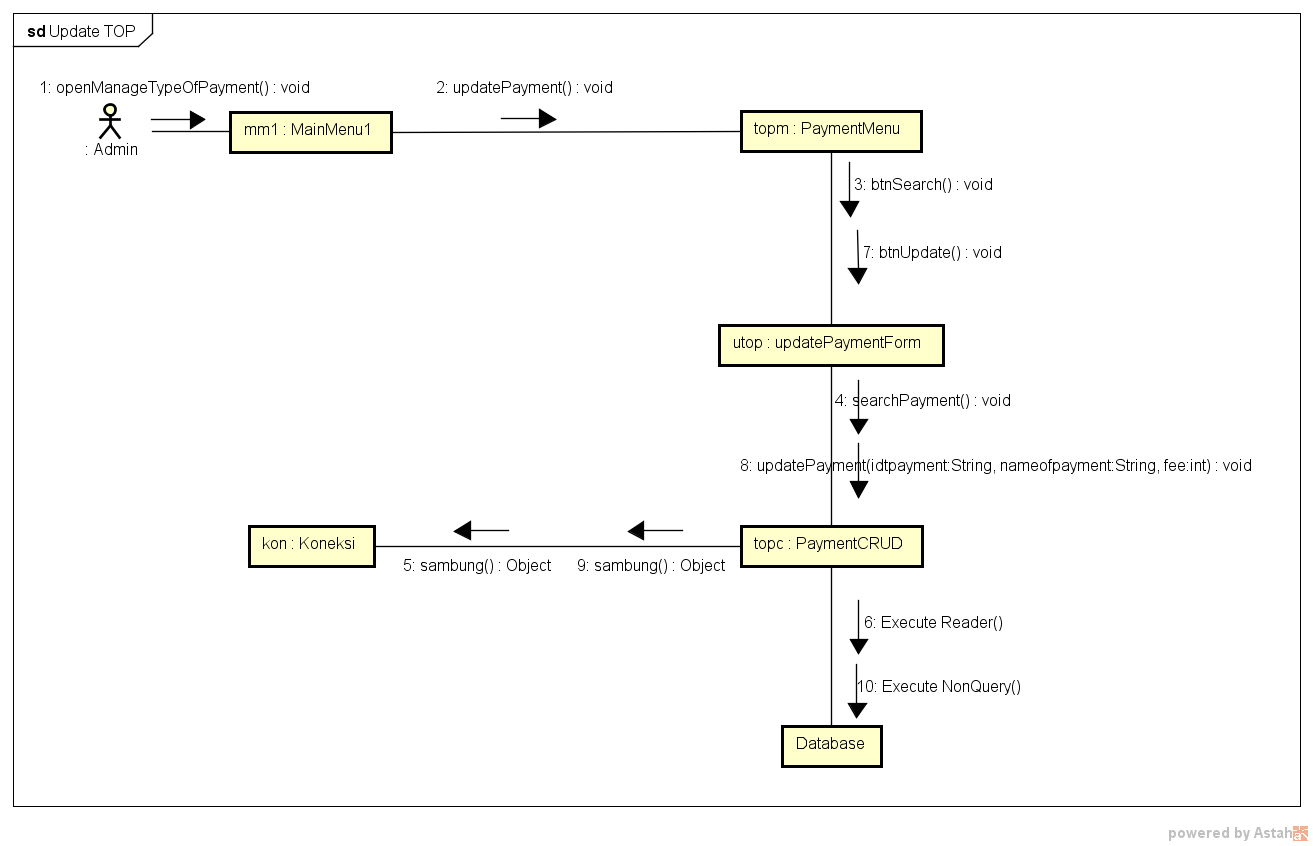 sd Update TOP
1: openManageTypeOfPayment() : void
2: updatePayment() : void
: Admin
mm1 : MainMenu1
topm : PaymentMenu
3: btnSearch() : void
7: btnUpdate() : void
utop : updatePaymentForm
4: searchPayment() : void
8: updatePayment(idtpayment:String, nameofpayment:String, fee:int) : void
kon : Koneksi
topc : PaymentCRUD
5: sambung() : Object
9: sambung() : Object
6: Execute Reader()
10: Execute NonQuery()
Database
powered by Astah